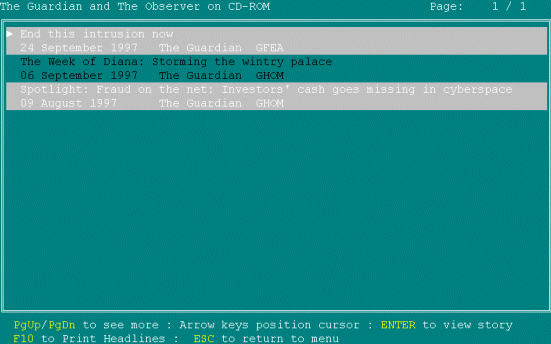 The Guardian and The Observer on CD-ROM Page: 1 / 1
End this intrusion now
24 September 1997 The Guardian GFEA
The Week of Diana: Storming the wintry palace
06 September 1997 The Guardian GHOM
Spotlight: Fraud on the net: Investors' cash goes missing in cyberspace
09 August 1997 The Guardian GHOM
PgUp/PgDn to see more : Arrow keys position cursor : ENTER to view story
F10 to Print Headlines : ESC to return to menu